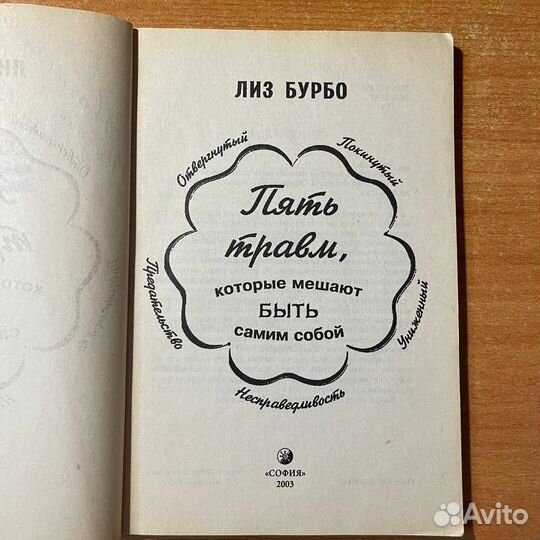 ЛИЗ БУРБО
Отвергнутый
Покинутый
Пять
травм,
которые мешают
БЫТЬ
самим собой
Предательство
Униженный
Несправедливость
«СОФИЯ»
2003
Avito